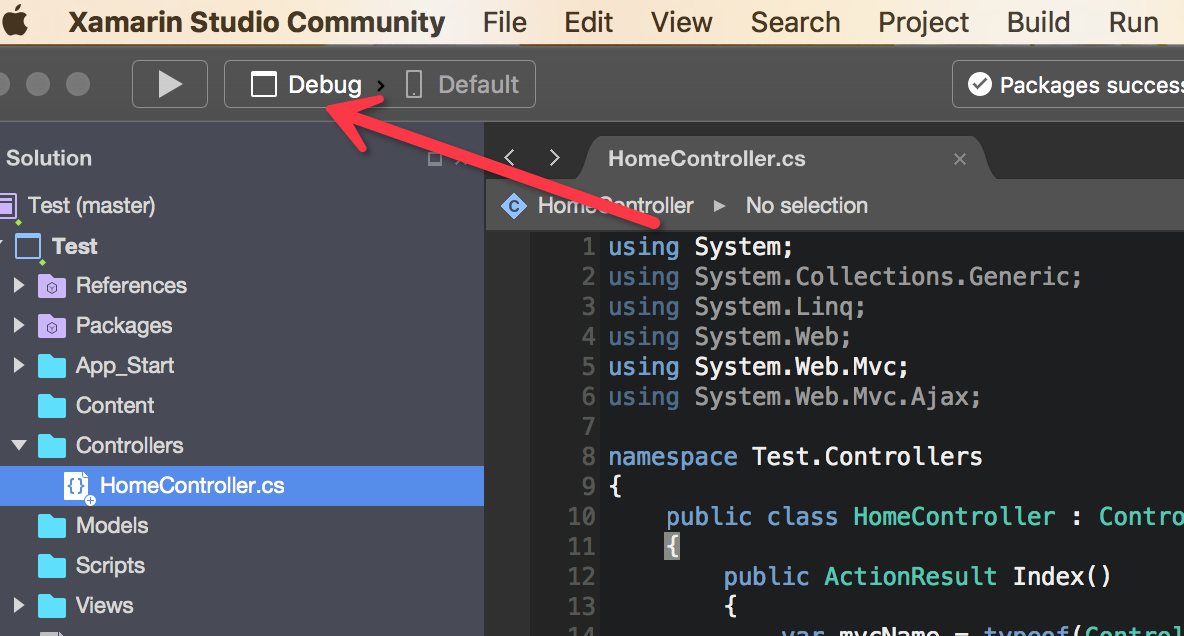 Xamarin Studio Community File Edit View Search Project Build Run
Debug Default
Packages success
Solution
HomeController.cs
Test (master)
HomeController No selection
Test
References
Packages
App_Start
Content
Controllers
HomeController.cs
Models
Scripts
Views
1 using System;
2 using System.Collections.Generic;
3 using System.Linq;
4 using System.Web;
5 using System.Web.Mvc;
6 using System.Web.Mvc.Ajax;
7
8 namespace Test.Controllers
9 {
10 public class HomeController : Contro
11 {
12 public ActionResult Index()
13 {
14 var mvcName = typeof(Control